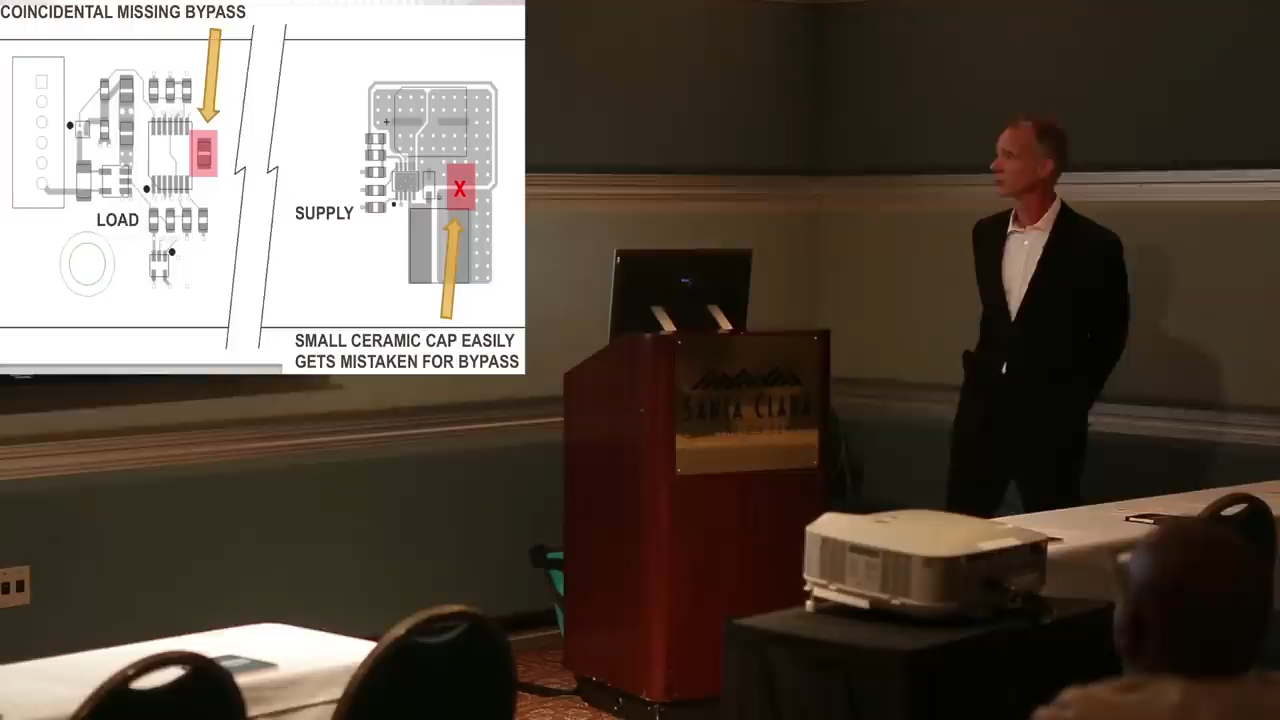 COINCIDENTAL MISSING BYPASS
LOAD
SUPPLY
X
SMALL CERAMIC CAP EASILY
GETS MISTAKEN FOR BYPASS
SANTA CLARA